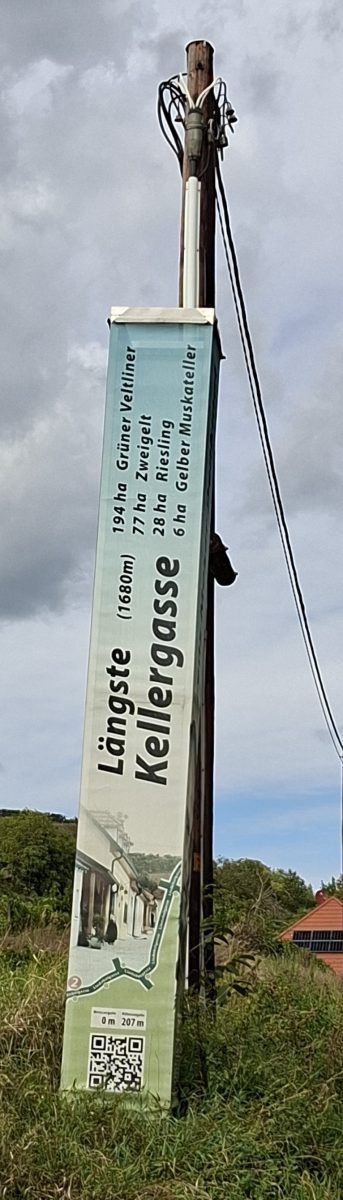 Längste (1680m)
Kellergasse
194 ha Grüner Veltliner
77 ha Zweigelt
28 ha Riesling
6 ha Gelber Muskateller
2
0 m 207 m